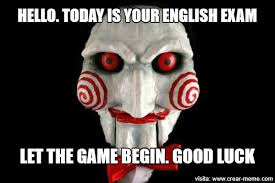 HELLO. TODAY IS YOUR ENGLISH EXAM
LET THE GAME BEGIN. GOOD LUCK
visita: www.crear-meme.com